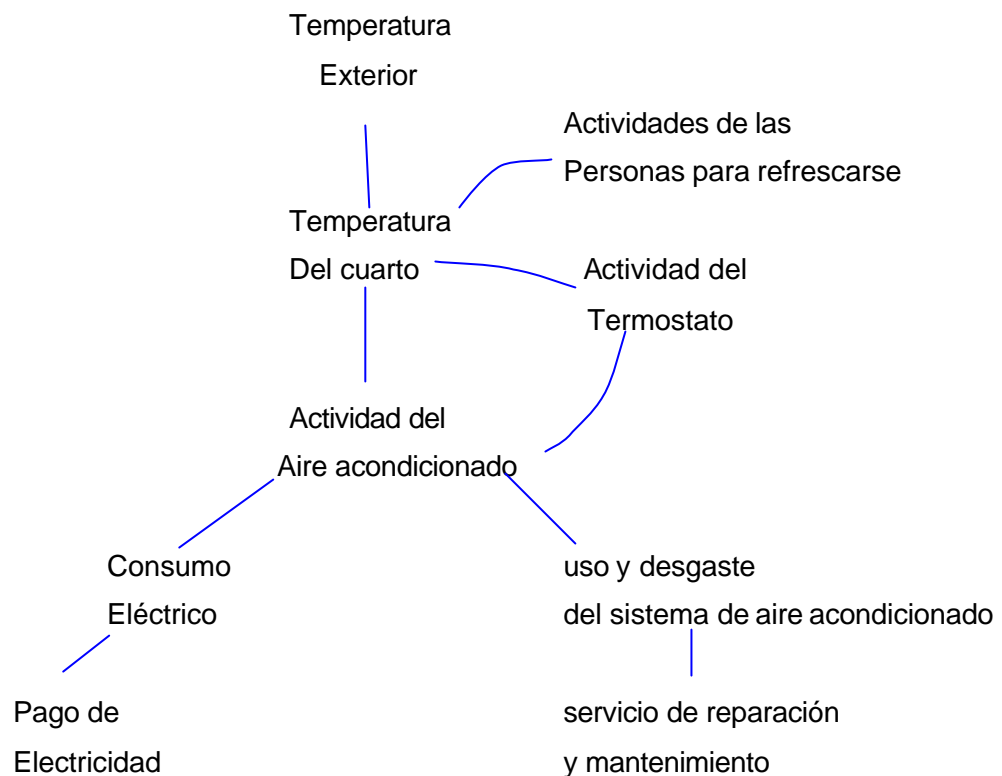 Temperatura
Exterior
Actividades de las
Personas para refrescarse
Temperatura
Del cuarto
Actividad del
Termostato
Actividad del
Aire acondicionado
Consumo
Eléctrico
uso y desgaste
del sistema de aire acondicionado
Pago de
Electricidad
servicio de reparación
y mantenimiento